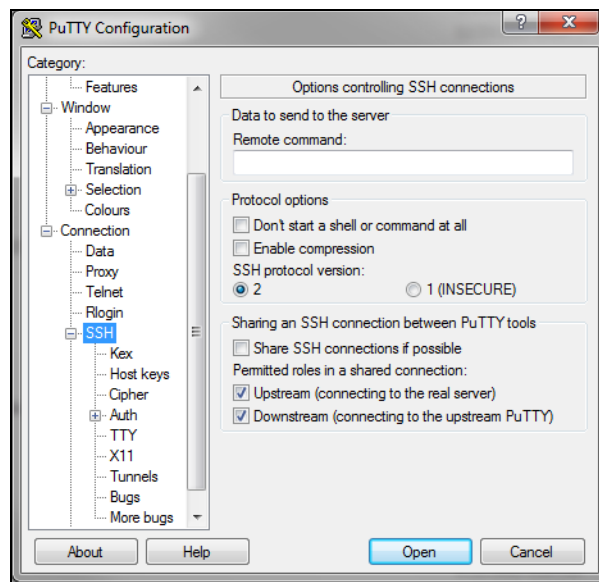 PuTTY Configuration
Category:
Features
Window
Appearance
Behaviour
Translation
Selection
Colours
Connection
Data
Proxy
Telnet
Rlogin
SSH
Kex
Host keys
Cipher
Auth
TTY
X11
Tunnels
Bugs
More bugs
Options controlling SSH connections
Data to send to the server
Remote command:
Protocol options
Don't start a shell or command at all
Enable compression
SSH protocol version:
2 1 (INSECURE)
Sharing an SSH connection between PuTTY tools
Share SSH connections if possible
Permitted roles in a shared connection:
Upstream (connecting to the real server)
Downstream (connecting to the upstream PuTTY)
About Help Open Cancel